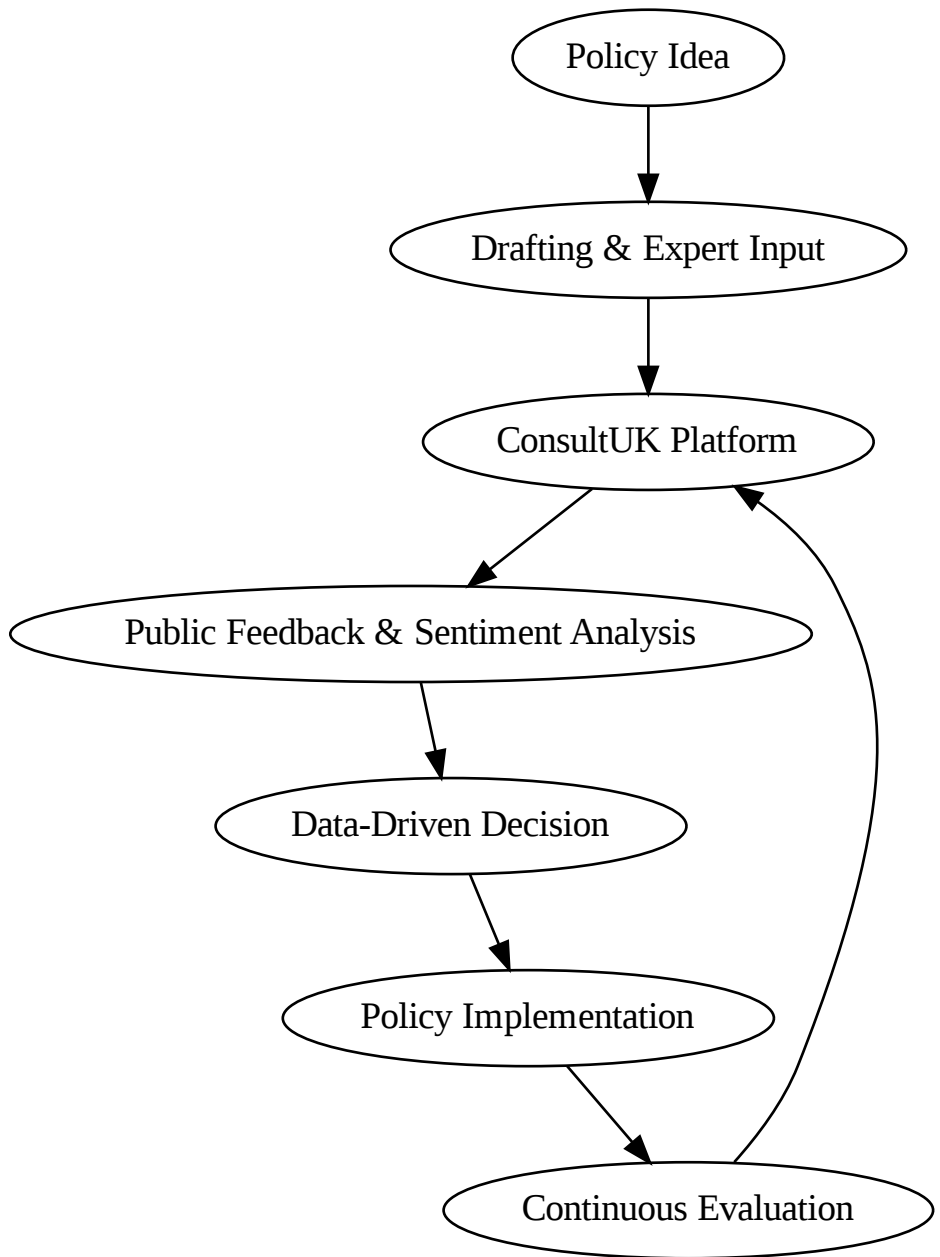 Policy Idea
Drafting & Expert Input
ConsultUK Platform
Public Feedback & Sentiment Analysis
Data-Driven Decision
Policy Implementation
Continuous Evaluation